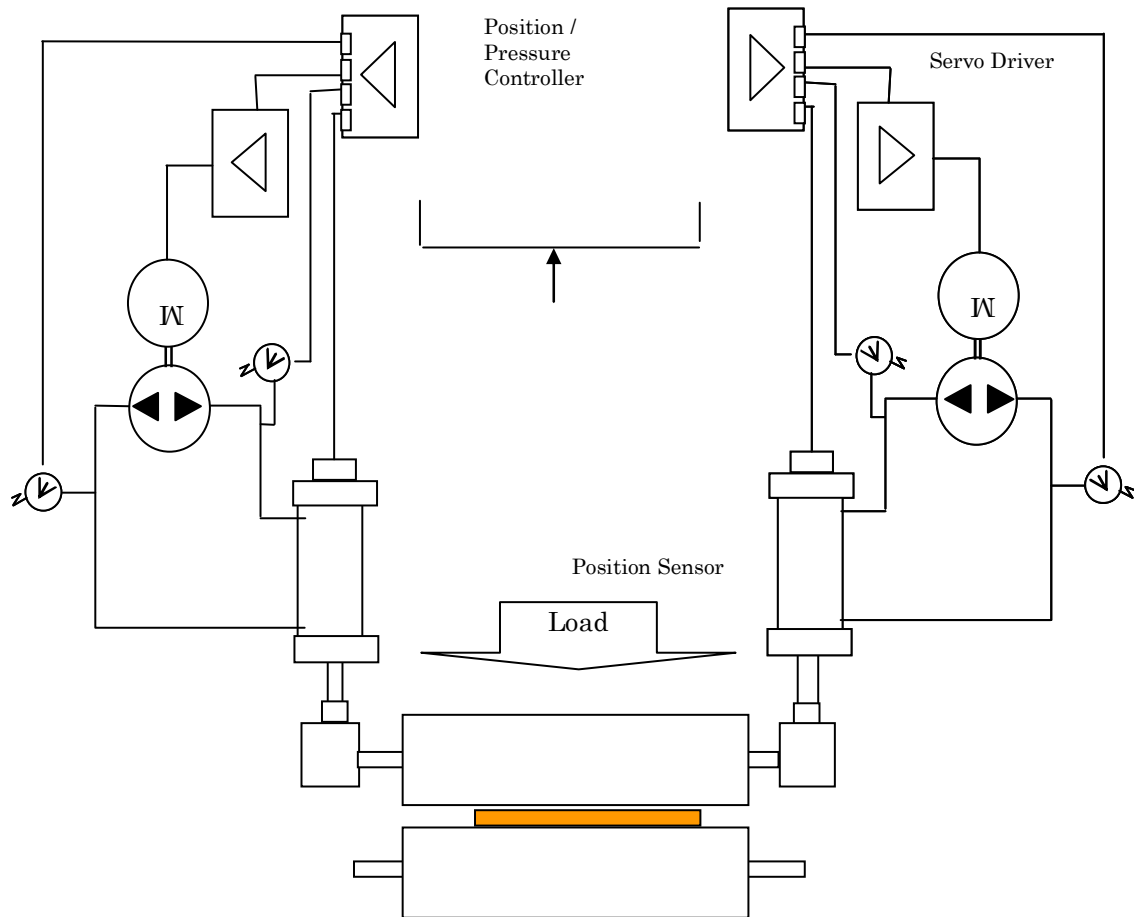 Position /
Pressure
Controller
Servo Driver
M
M
Position Sensor
Load